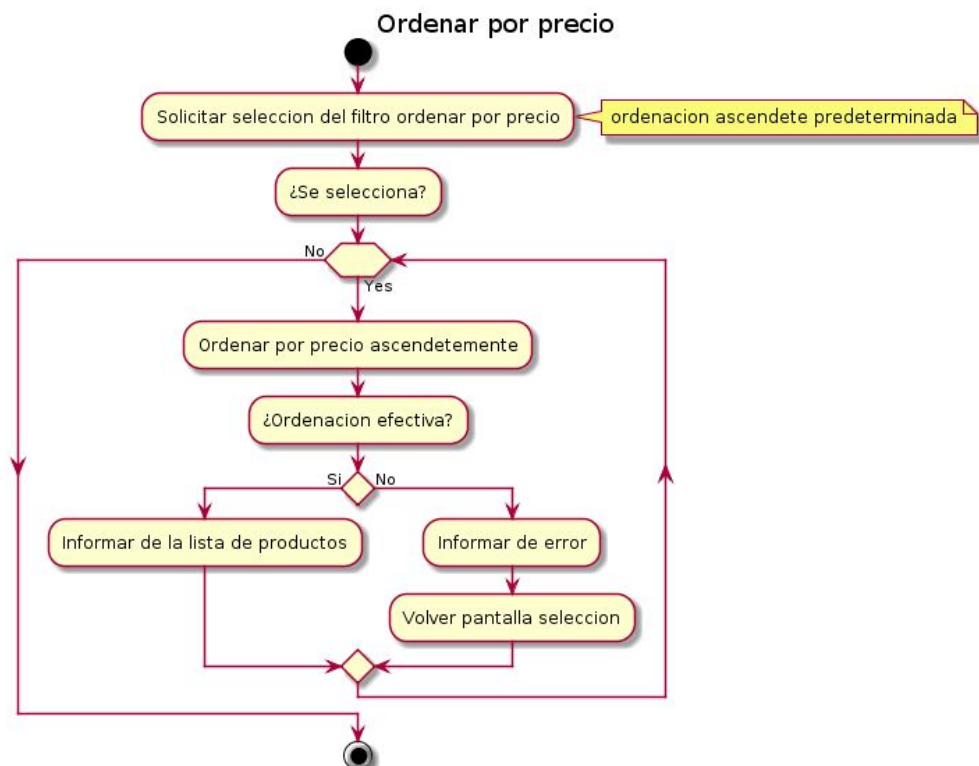 Ordenar por precio
Solicitar seleccion del filtro ordenar por precio
ordenacion ascendete predeterminada
¿Se selecciona?
No
Yes
Ordenar por precio ascendetemente
¿Ordenacion efectiva?
Si
No
Informar de la lista de productos
Informar de error
Volver pantalla seleccion